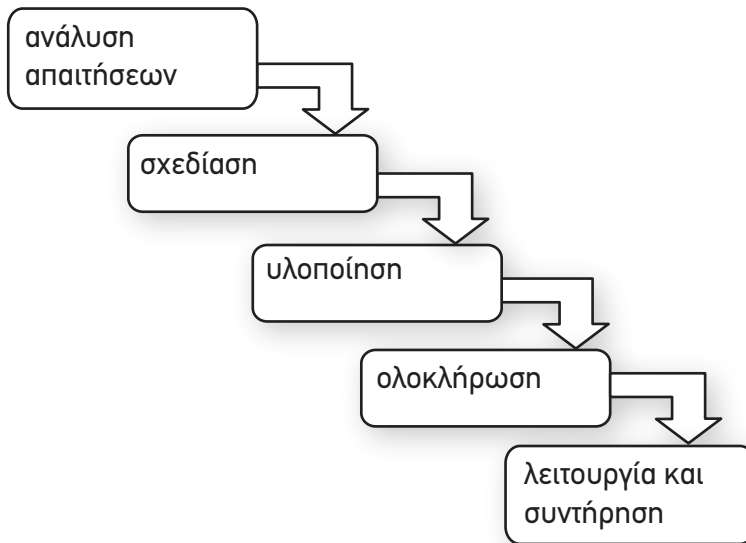 ανάλυση
απαιτήσεων
σχεδίαση
υλοποίηση
ολοκλήρωση
λειτουργία και
συντήρηση